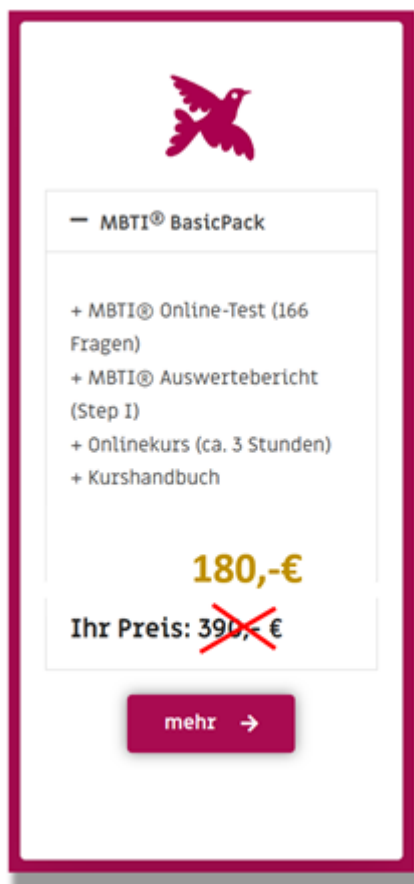 — MBTI® BasicPack
+ MBTI® Online-Test (166
Fragen)
+ MBTI® Auswertebericht
(Step I)
+ Onlinekurs (ca. 3 Stunden)
+ Kurshandbuch
180,-€
Ihr Preis: 390,- €
mehr →